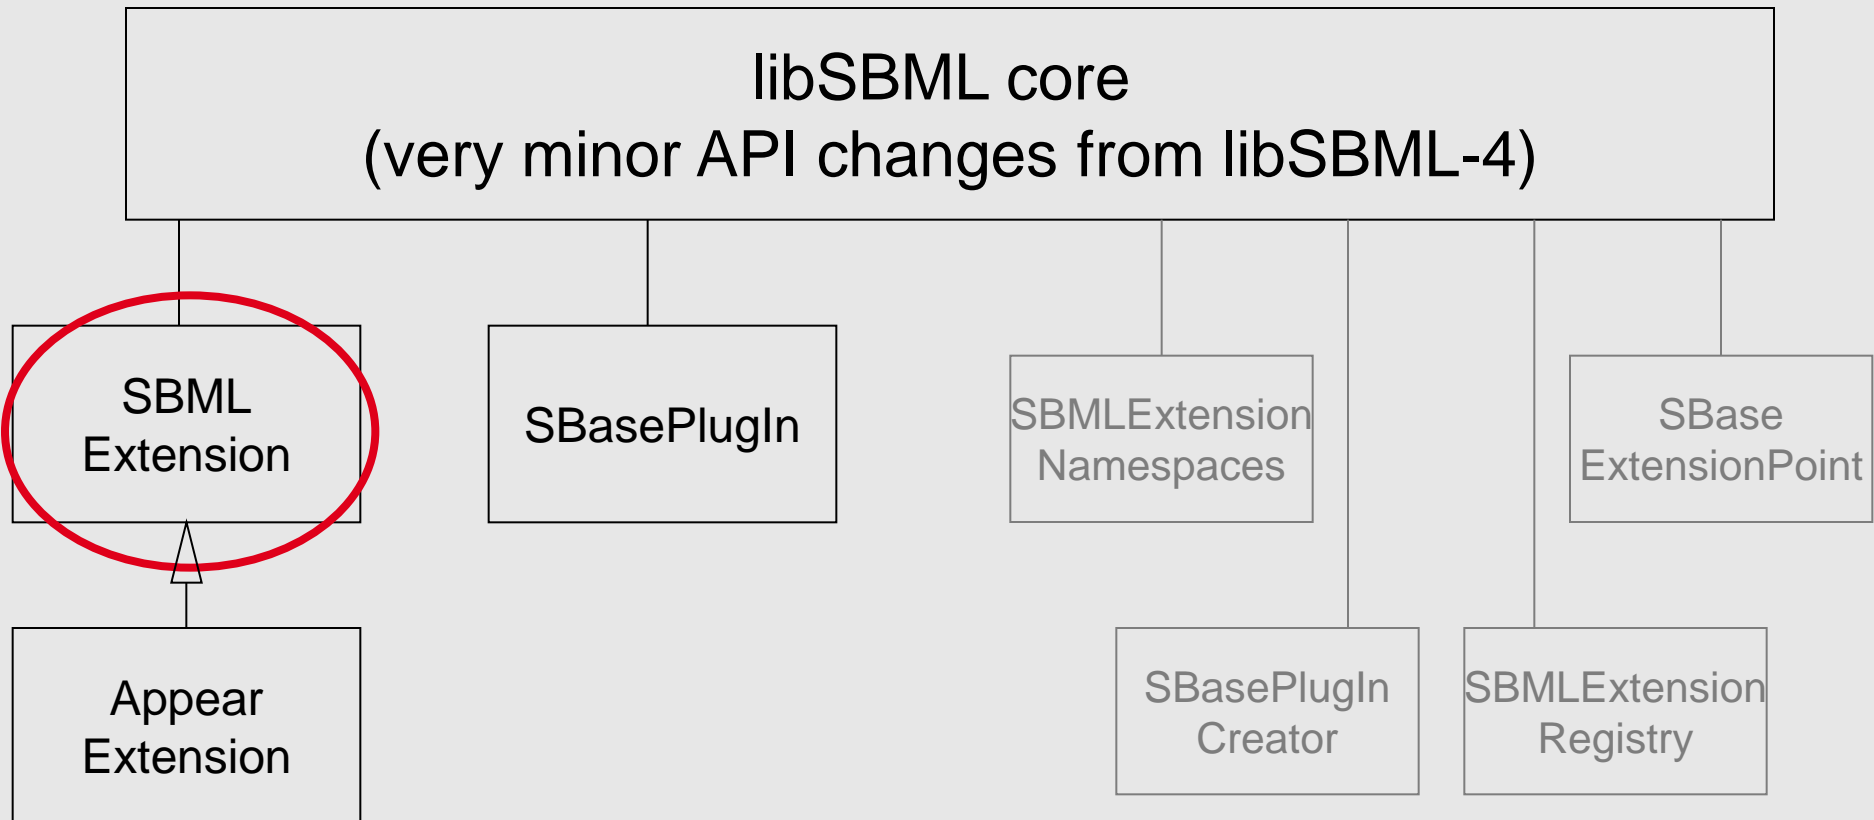 libSBML core
(very minor API changes from libSBML-4)
SBML
Extension
SBasePlugIn
SBMLExtension
Namespaces
SBase
ExtensionPoint
Appear
Extension
SBasePlugIn
Creator
SBMLExtension
Registry